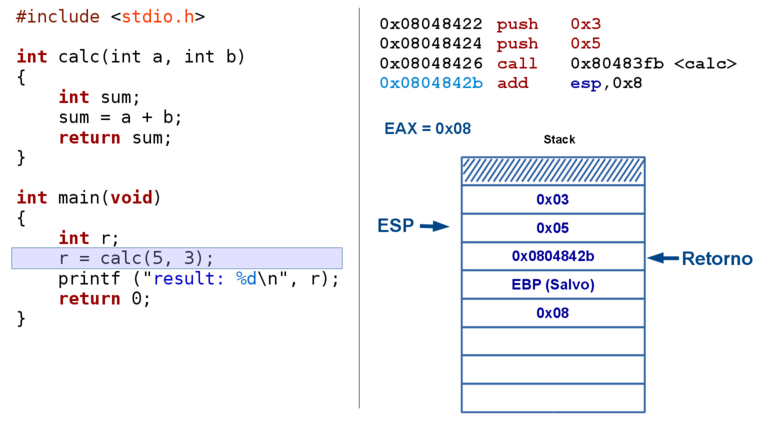 #include <stdio.h>
int calc(int a, int b)
{
    int sum;
    sum = a + b;
    return sum;
}
int main(void)
{
    int r;
    r = calc(5, 3);
    printf ("result: %d\n", r);
    return 0;
}
0x08048422 push 0x3
0x08048424 push 0x5
0x08048426 call 0x80483fb <calc>
0x0804842b add esp,0x8
EAX = 0x08
Stack
0x03
ESP
0x05
0x0804842b
Retorno
EBP (Salvo)
0x08